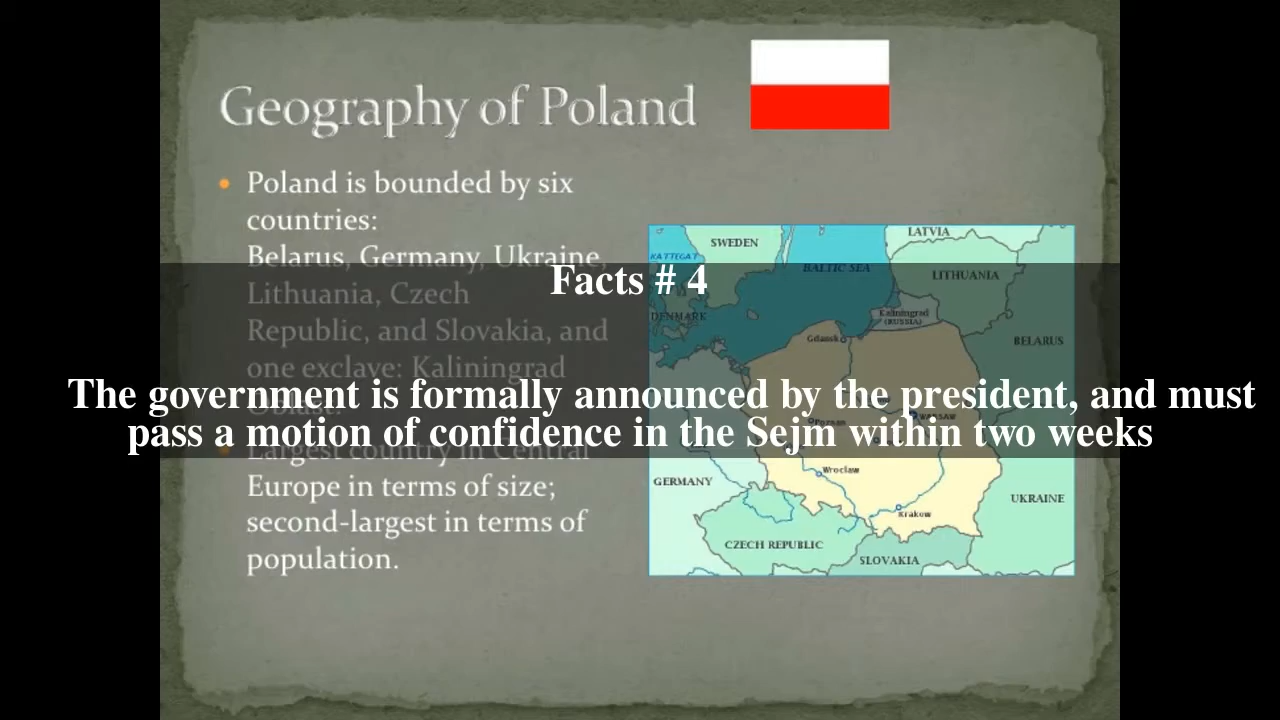 Geography of Poland
Poland is bounded by six
countries:
Belarus, Germany, Ukraine,
Lithuania, Czech
Republic, and Slovakia, and
one exclave: Kaliningrad
Oblast.
Largest country in Central
Europe in terms of size;
second-largest in terms of
population.
Facts # 4
The government is formally announced by the president, and must
pass a motion of confidence in the Sejm within two weeks
SWEDEN
LATVIA
KATTEGAT
BALTIC SEA
LITHUANIA
DENMARK
Kaliningrad
(RUSSIA)
Gdansk
BELARUS
WARSAW
Poznan
Wroclaw
GERMANY
UKRAINE
Krakow
CZECH REPUBLIC
SLOVAKIA